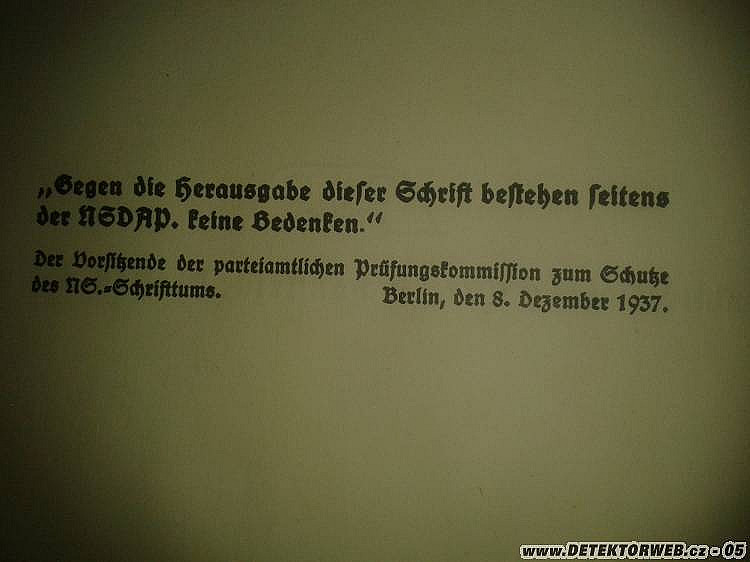 „Gegen die Herausgabe dieser Schrift bestehen seitens
der NSDAP. keine Bedenken.“
Der Vorsitzende der parteiamtlichen Prüfungskommission zum Schutze
des NS.=Schrifttums. Berlin, den 8. Dezember 1937.
www.DETEKTORWEB.cz - 05